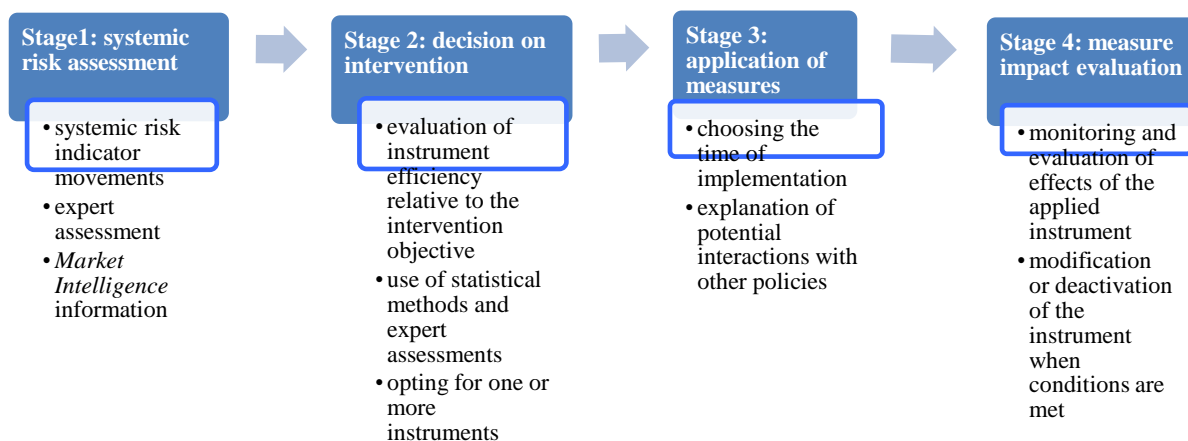 Stage1: systemic
risk assessment
• systemic risk
indicator
movements
• expert
assessment
• Market
Intelligence
information
Stage 2: decision on
intervention
• evaluation of
instrument
efficiency
relative to the
intervention
objective
• use of statistical
methods and
expert
assessments
• opting for one or
more
instruments
Stage 3:
application of
measures
• choosing the
time of
implementation
• explanation of
potential
interactions with
other policies
Stage 4: measure
impact evaluation
• monitoring and
evaluation of
effects of the
applied
instrument
• modification
or deactivation
of the
instrument
when
conditions are
met